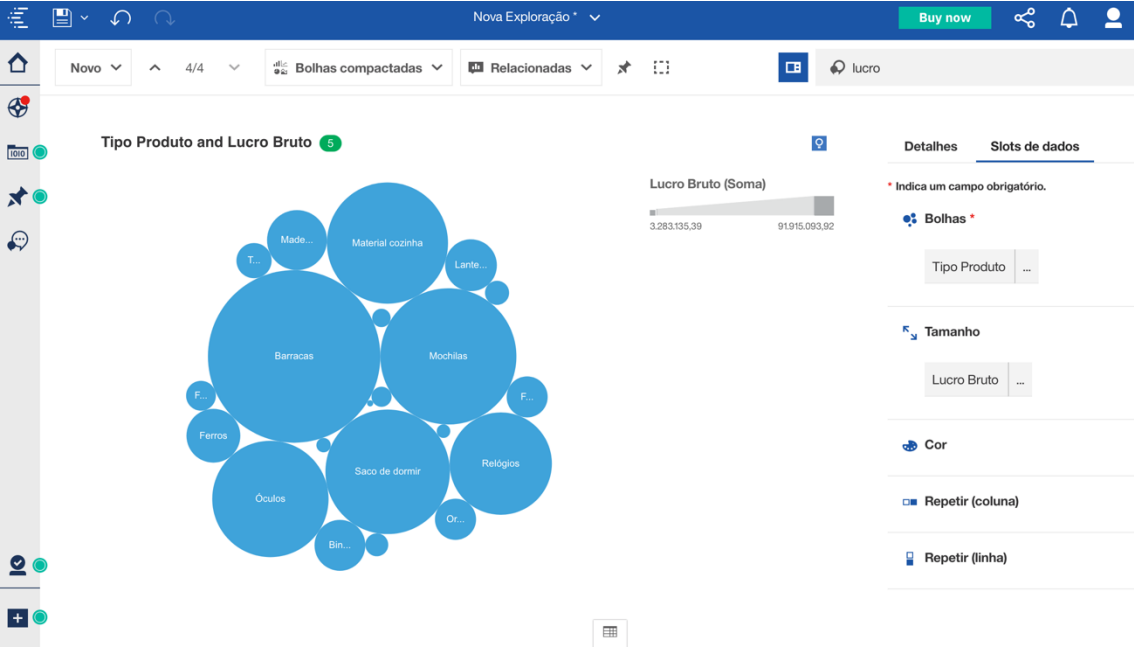 Nova Exploração *
Buy now
Novo
4/4
Bolhas compactadas
Relacionadas
lucro
1010
Tipo Produto and Lucro Bruto 5
Lucro Bruto (Soma)
3.283.135,39 91.915.093,92
Made...
Material cozinha
T...
Lante...
Barracas
Mochilas
F...
F...
Ferros
Saco de dormir
Relógios
Óculos
Or...
Bin...
Detalhes Slots de dados
* Indica um campo obrigatório.
Bolhas *
Tipo Produto ...
Tamanho
Lucro Bruto ...
Cor
Repetir (coluna)
Repetir (linha)